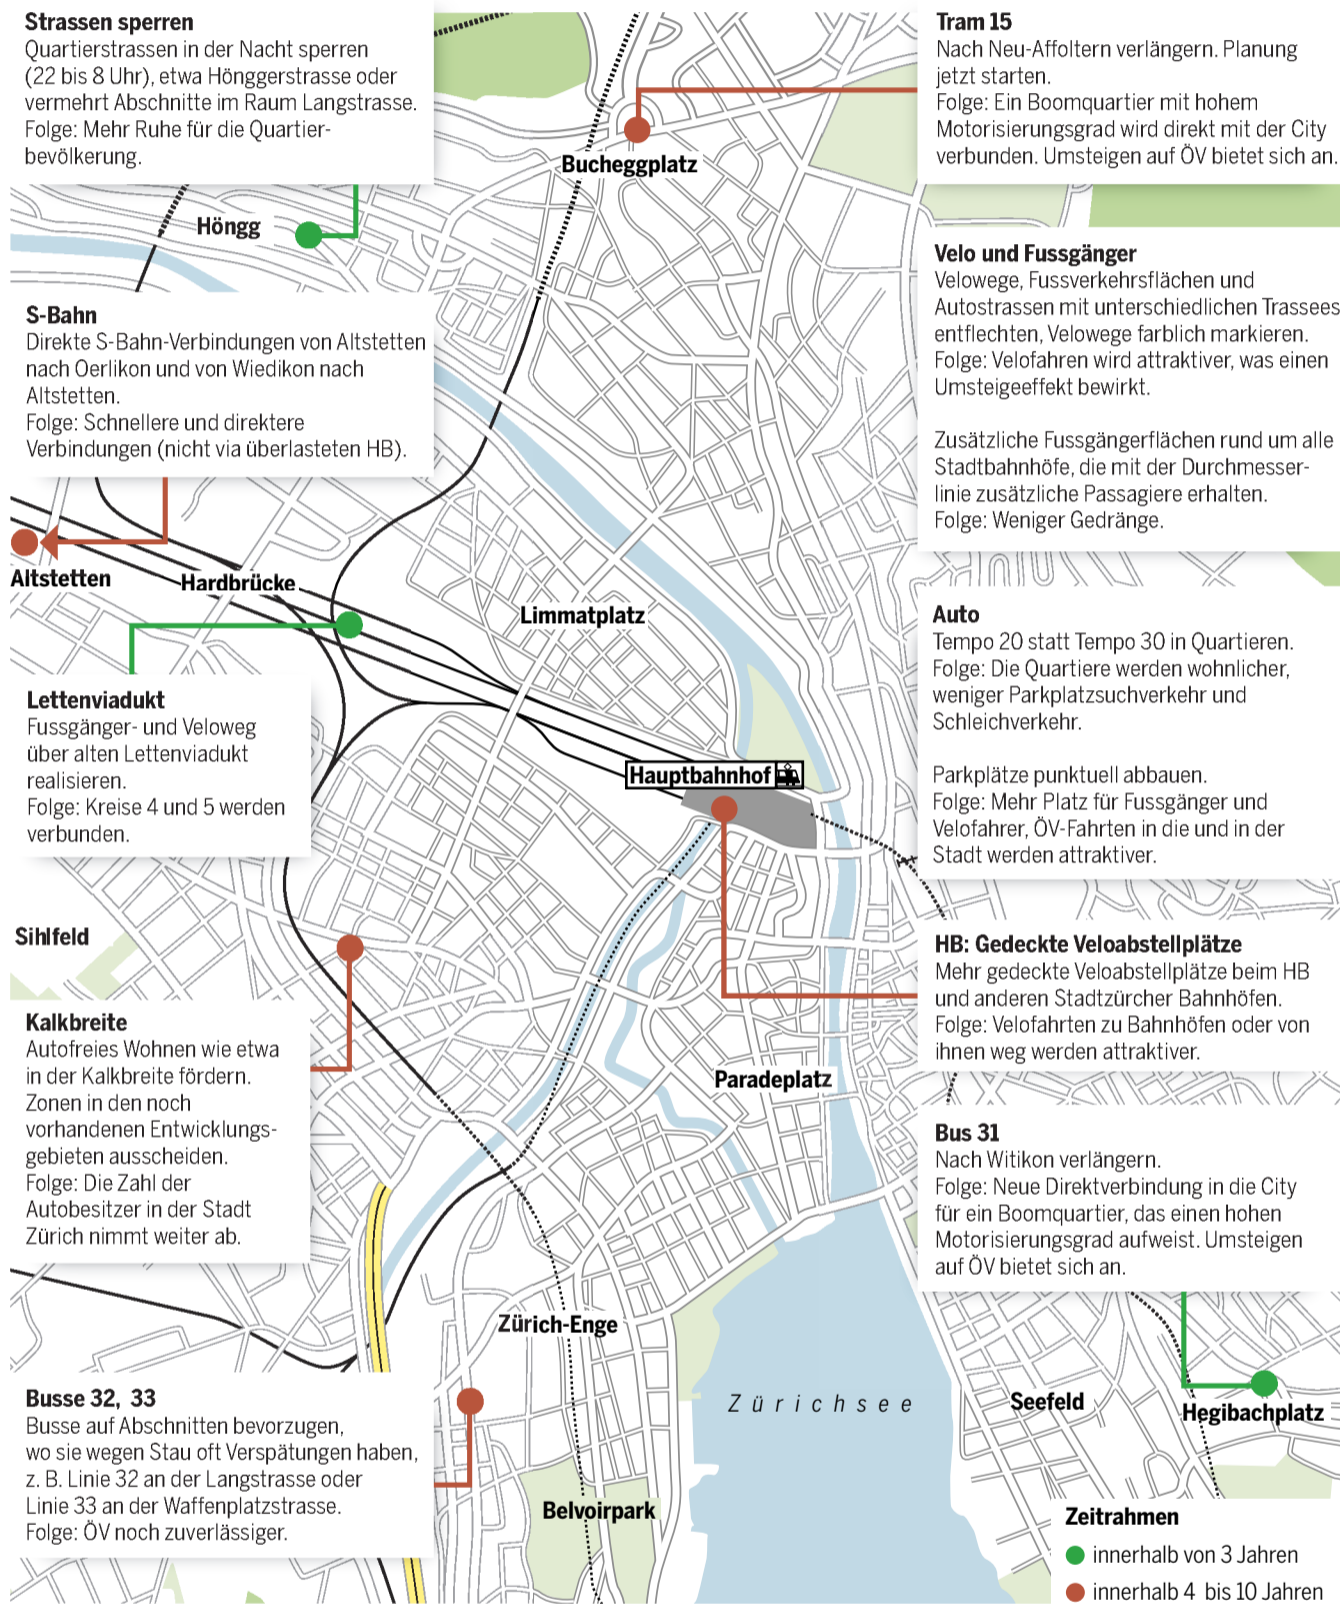 Strassen sperren
Quartierstrassen in der Nacht sperren
(22 bis 8 Uhr), etwa Hönggerstrasse oder
vermehrt Abschnitte im Raum Langstrasse.
Folge: Mehr Ruhe für die Quartier-
bevölkerung.
Tram 15
Nach Neu-Affoltern verlängern. Planung
jetzt starten.
Folge: Ein Boomquartier mit hohem
Motorisierungsgrad wird direkt mit der City
verbunden. Umsteigen auf ÖV bietet sich an.
Bucheggplatz
Höngg
S-Bahn
Direkte S-Bahn-Verbindungen von Altstetten
nach Oerlikon und von Wiedikon nach
Altstetten.
Folge: Schnellere und direktere
Verbindungen (nicht via überlasteten HB).
Velo und Fussgänger
Velowege, Fussverkehrsflächen und
Autostrassen mit unterschiedlichen Trassees
entflechten, Velowege farblich markieren.
Folge: Velofahren wird attraktiver, was einen
Umsteigeeffekt bewirkt.
Zusätzliche Fussgängerflächen rund um alle
Stadtbahnhöfe, die mit der Durchmesser-
linie zusätzliche Passagiere erhalten.
Folge: Weniger Gedränge.
Altstetten
Hardbrücke
Limmatplatz
Auto
Tempo 20 statt Tempo 30 in Quartieren.
Folge: Die Quartiere werden wohnlicher,
weniger Parkplatzsuchverkehr und
Schleichverkehr.
Parkplätze punktuell abbauen.
Folge: Mehr Platz für Fussgänger und
Velofahrer, ÖV-Fahrten in die und in der
Stadt werden attraktiver.
Lettenviadukt
Fussgänger- und Veloweg
über alten Lettenviadukt
realisieren.
Folge: Kreise 4 und 5 werden
verbunden.
Hauptbahnhof
Sihlfeld
HB: Gedeckte Veloabstellplätze
Mehr gedeckte Veloabstellplätze beim HB
und anderen Stadtzürcher Bahnhöfen.
Folge: Velofahrten zu Bahnhöfen oder von
ihnen weg werden attraktiver.
Kalkbreite
Autofreies Wohnen wie etwa
in der Kalkbreite fördern.
Zonen in den noch
vorhandenen Entwicklungs-
gebieten ausscheiden.
Folge: Die Zahl der
Autobesitzer in der Stadt
Zürich nimmt weiter ab.
Paradeplatz
Bus 31
Nach Witikon verlängern.
Folge: Neue Direktverbindung in die City
für ein Boomquartier, das einen hohen
Motorisierungsgrad aufweist. Umsteigen
auf ÖV bietet sich an.
Zürich-Enge
Zürichsee
Seefeld
Hegibachplatz
Busse 32, 33
Busse auf Abschnitten bevorzugen,
wo sie wegen Stau oft Verspätungen haben,
z. B. Linie 32 an der Langstrasse oder
Linie 33 an der Waffenplatzstrasse.
Folge: ÖV noch zuverlässiger.
Belvoirpark
Zeitrahmen
innerhalb von 3 Jahren
innerhalb 4 bis 10 Jahren